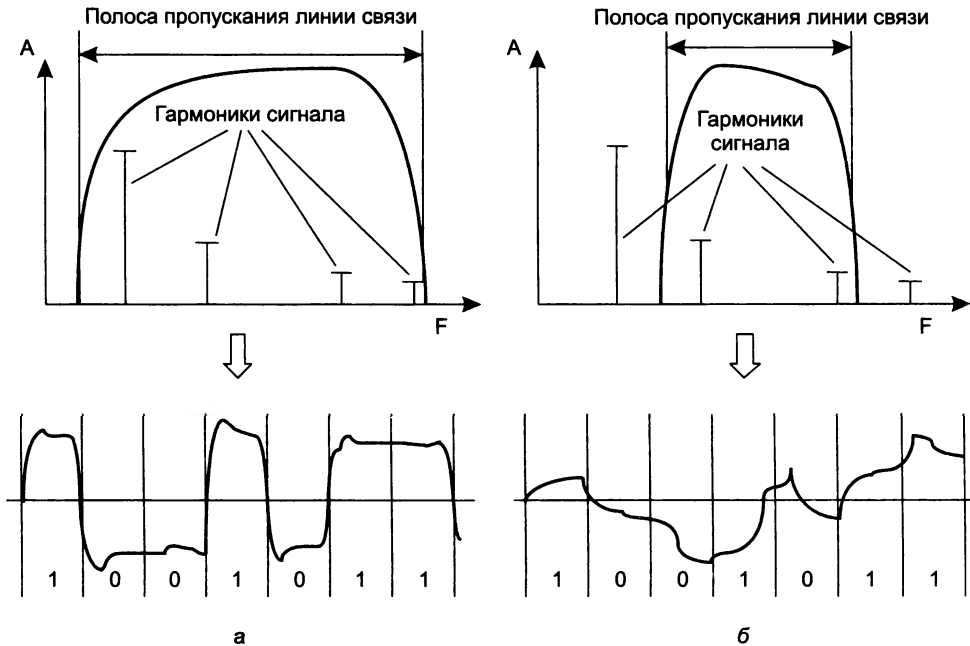 Полоса пропускания линии связи
A
Гармоники сигнала
F
1 0 0 1 0 1 1
а
Полоса пропускания линии связи
A
Гармоники
сигнала
F
1 0 0 1 0 1 1
б